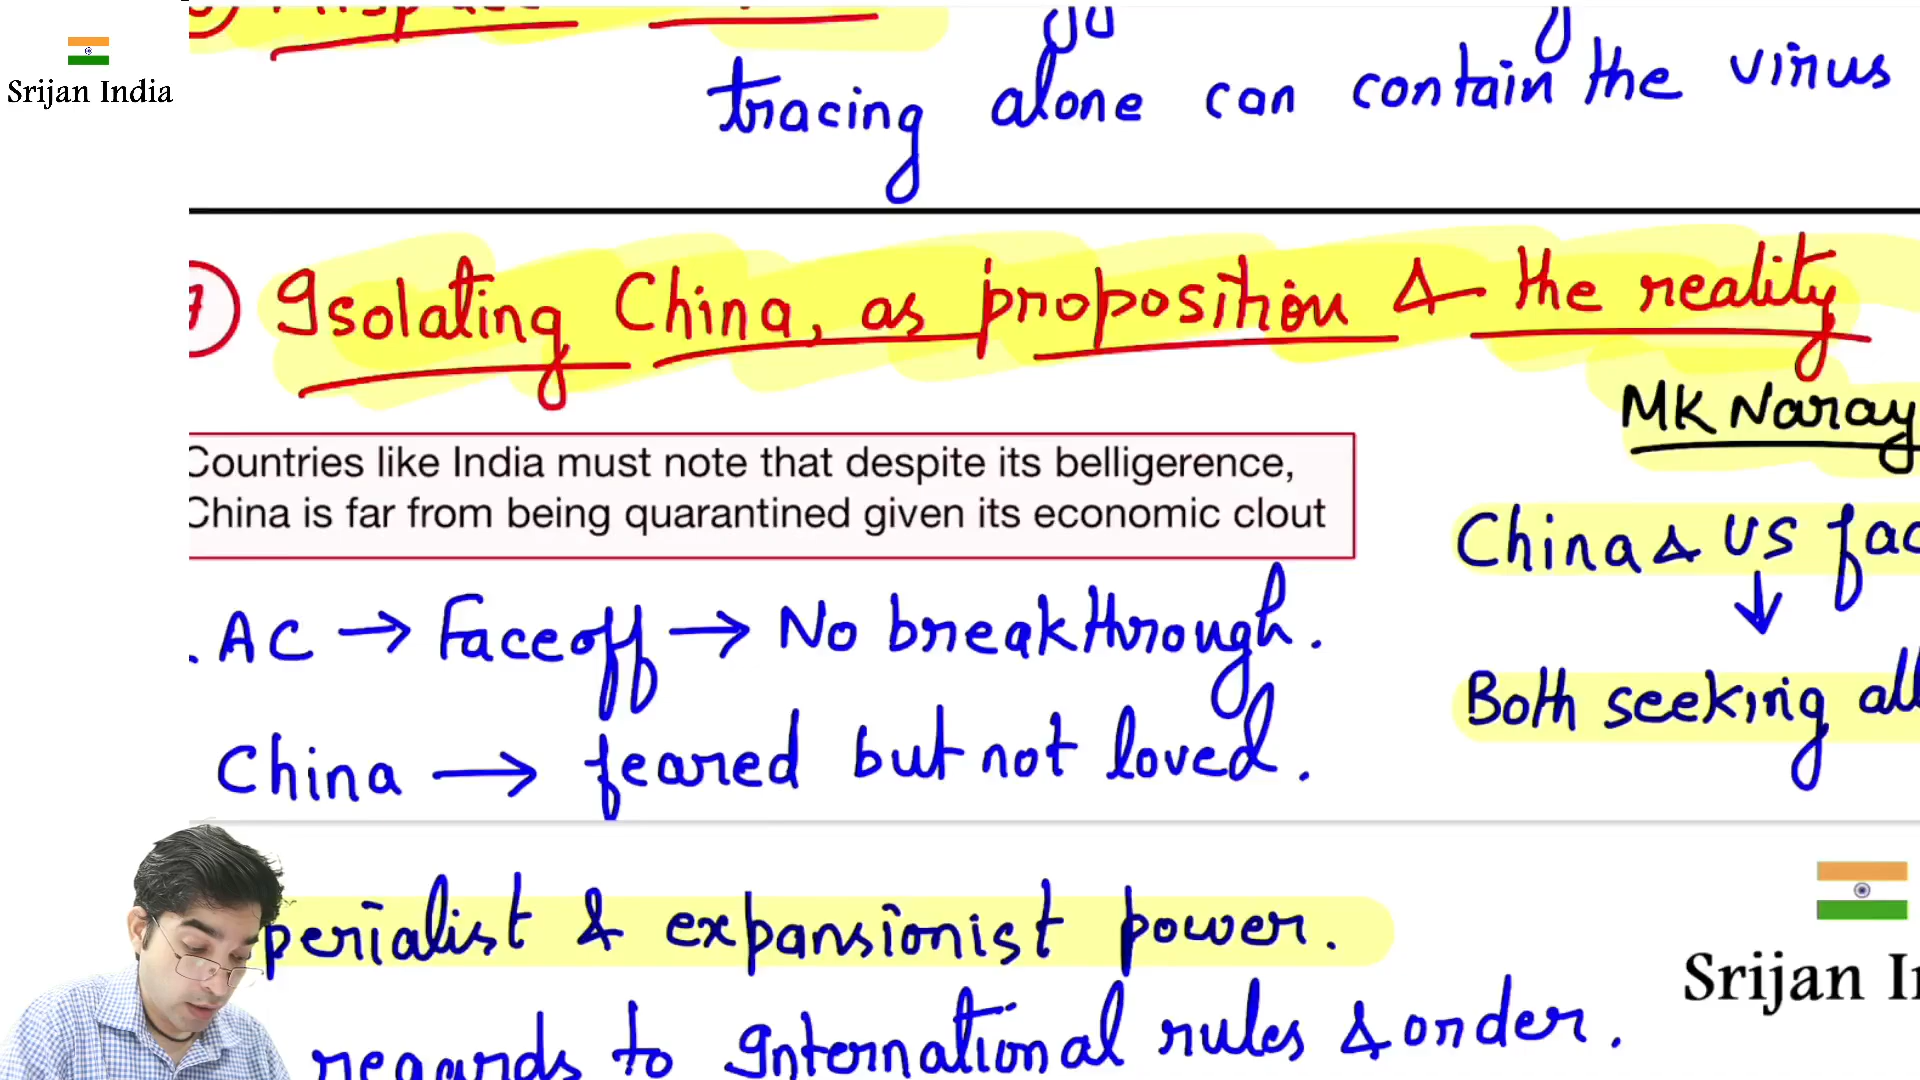 Srijan India
tracing alone can contain the virus
Isolating China, as proposition & the reality
MK Naray
Countries like India must note that despite its belligerence,
China is far from being quarantined given its economic clout
China & US fac
AC → Faceoff → No breakthrough.
Both seeking all
China → feared but not loved.
perialist & expansionist power.
Srijan I
regards to International rules & order.